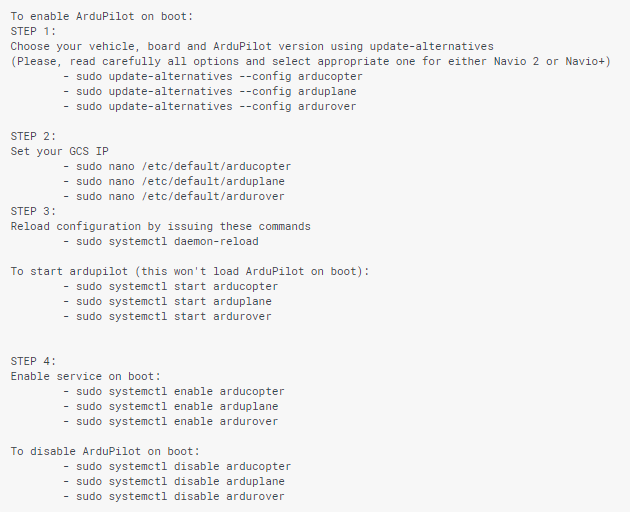 To enable ArduPilot on boot:
STEP 1:
Choose your vehicle, board and ArduPilot version using update-alternatives
(Please, read carefully all options and select appropriate one for either Navio 2 or Navio+)
        - sudo update-alternatives --config arducopter
        - sudo update-alternatives --config arduplane
        - sudo update-alternatives --config ardurover

STEP 2:
Set your GCS IP
        - sudo nano /etc/default/arducopter
        - sudo nano /etc/default/arduplane
        - sudo nano /etc/default/ardurover
STEP 3:
Reload configuration by issuing these commands
        - sudo systemctl daemon-reload

To start ardupilot (this won't load ArduPilot on boot):
        - sudo systemctl start arducopter
        - sudo systemctl start arduplane
        - sudo systemctl start ardurover

STEP 4:
Enable service on boot:
        - sudo systemctl enable arducopter
        - sudo systemctl enable arduplane
        - sudo systemctl enable ardurover

To disable ArduPilot on boot:
        - sudo systemctl disable arducopter
        - sudo systemctl disable arduplane
        - sudo systemctl disable ardurover